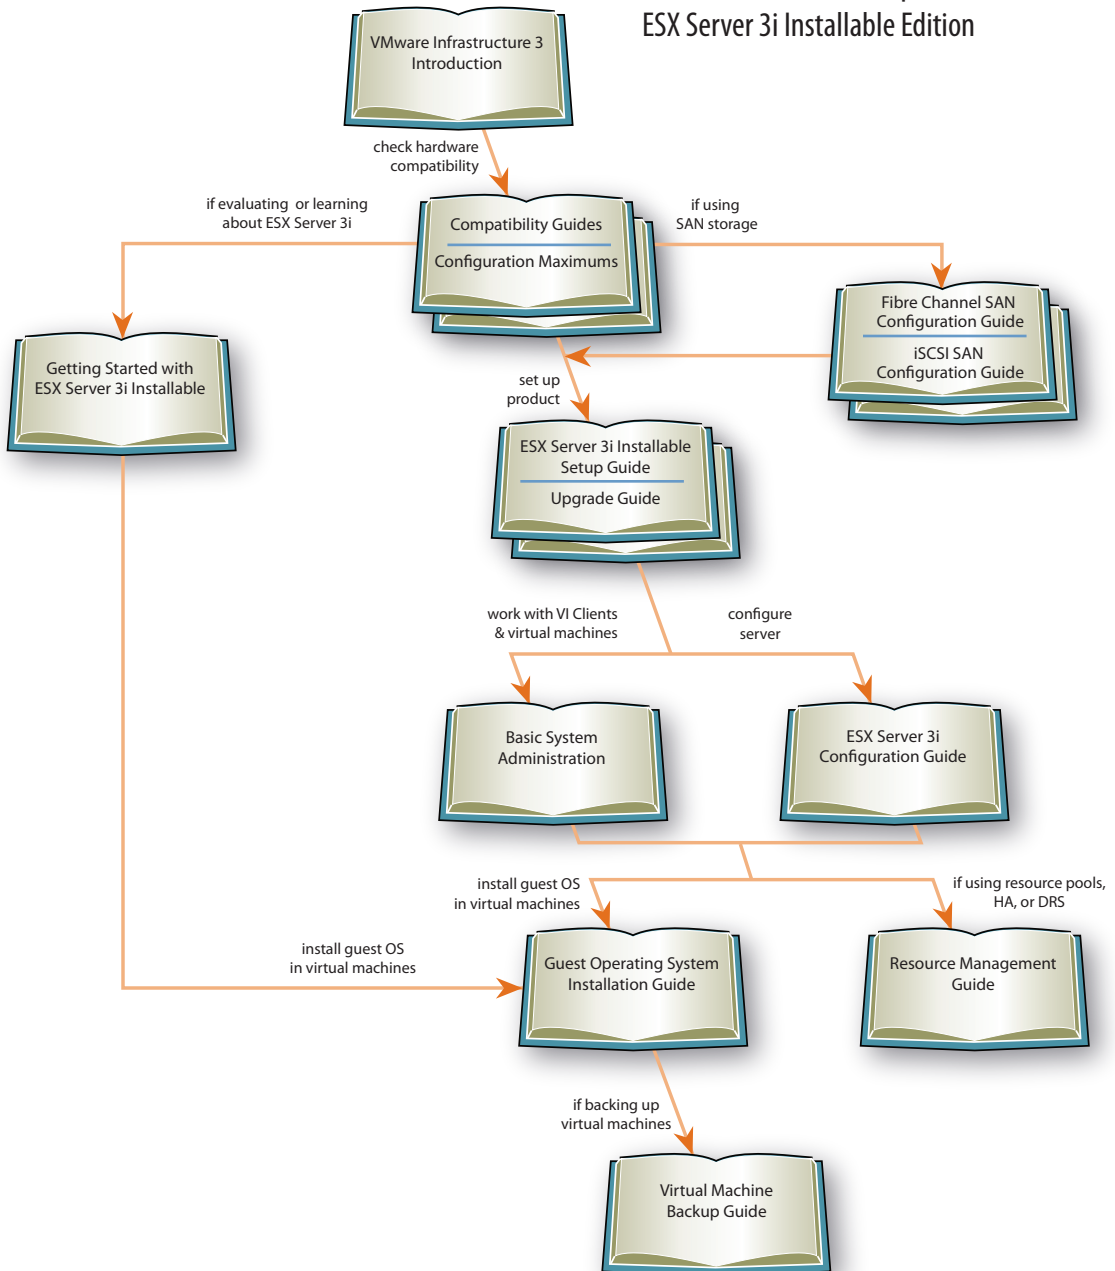 ESX Server 3i Installable Edition
VMware Infrastructure 3
Introduction
check hardware
compatibility
if evaluating or learning
about ESX Server 3i
Compatibility Guides
Configuration Maximums
if using
SAN storage
Fibre Channel SAN
Configuration Guide
iSCSI SAN
Configuration Guide
Getting Started with
ESX Server 3i Installable
set up
product
ESX Server 3i Installable
Setup Guide
Upgrade Guide
work with VI Clients
& virtual machines
configure
server
Basic System
Administration
ESX Server 3i
Configuration Guide
install guest OS
in virtual machines
if using resource pools,
HA, or DRS
install guest OS
in virtual machines
Guest Operating System
Installation Guide
Resource Management
Guide
if backing up
virtual machines
Virtual Machine
Backup Guide